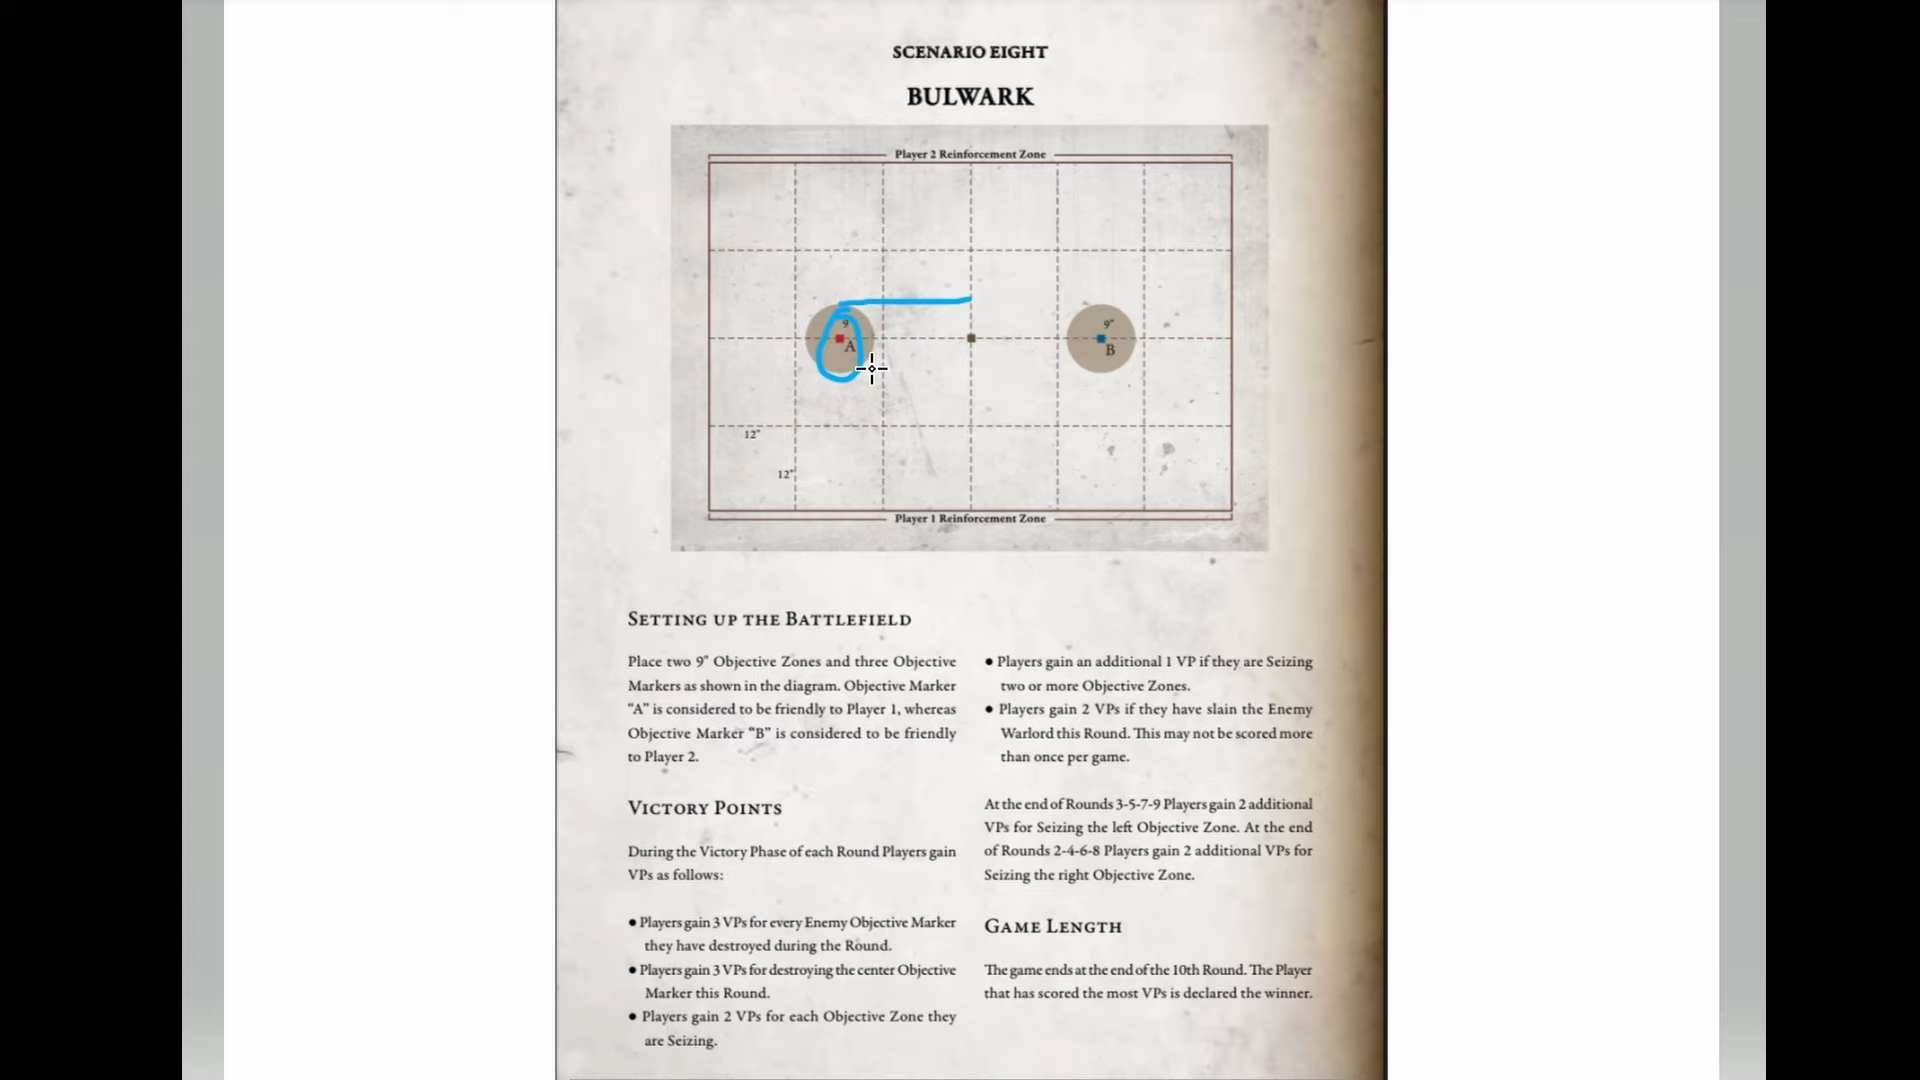 SCENARIO EIGHT
BULWARK
Player 2 Reinforcement Zone
9
A
9"
B
12"
12"
Player 1 Reinforcement Zone
SETTING UP THE BATTLEFIELD
Place two 9" Objective Zones and three Objective
Markers as shown in the diagram. Objective Marker
“A” is considered to be friendly to Player 1, whereas
Objective Marker “B” is considered to be friendly
to Player 2.
VICTORY POINTS
During the Victory Phase of each Round Players gain
VPs as follows:
● Players gain 3 VPs for every Enemy Objective Marker
they have destroyed during the Round.
● Players gain 3 VPs for destroying the center Objective
Marker this Round.
● Players gain 2 VPs for each Objective Zone they
are Seizing.
● Players gain an additional 1 VP if they are Seizing
two or more Objective Zones.
● Players gain 2 VPs if they have slain the Enemy
Warlord this Round. This may not be scored more
than once per game.
At the end of Rounds 3-5-7-9 Players gain 2 additional
VPs for Seizing the left Objective Zone. At the end
of Rounds 2-4-6-8 Players gain 2 additional VPs for
Seizing the right Objective Zone.
GAME LENGTH
The game ends at the end of the 10th Round. The Player
that has scored the most VPs is declared the winner.